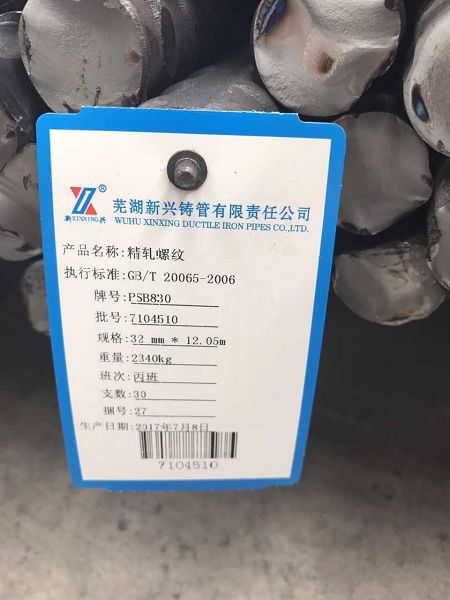 新XINXING兴®
芜湖新兴铸管有限责任公司
WUHU XINXING DUCTILE IRON PIPES CO.,LTD.
产品名称:精轧螺纹
执行标准:GB/T 20065-2006
牌号:PSB830
批号:7104510
规格:32 mm * 12.05m
重量:2340kg
班次:丙班
支数:30
捆号:27
生产日期:2017年7月8日
7104510